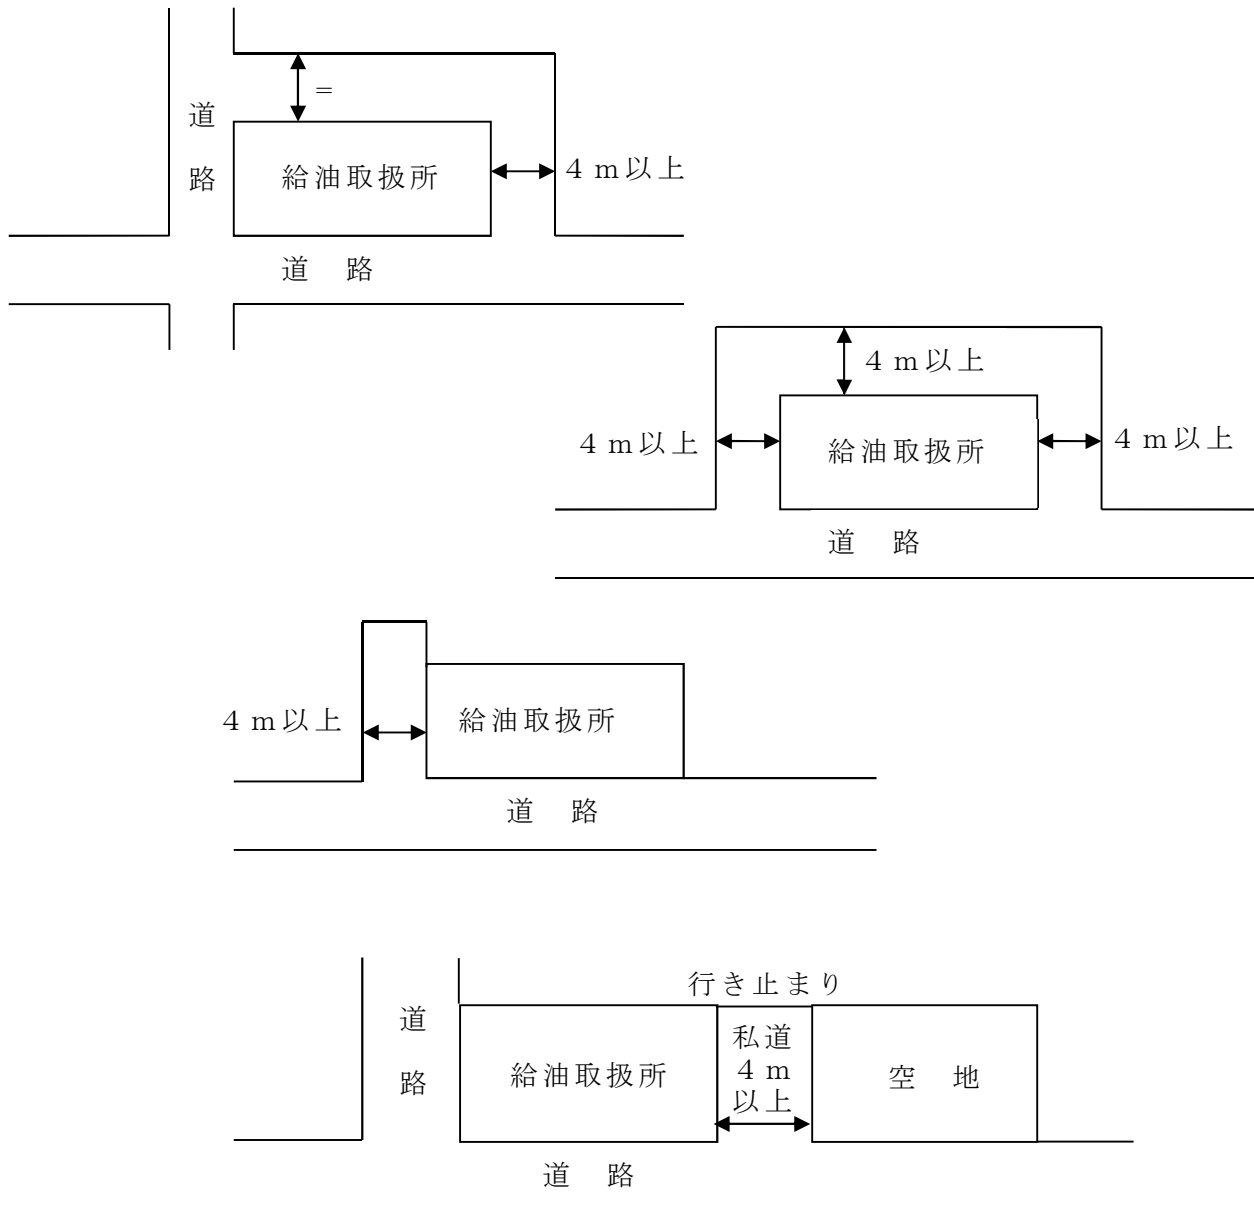 ＝
道
路
給油取扱所
４ｍ以上
道　路
４ｍ以上
４ｍ以上
給油取扱所
４ｍ以上
道　路
４ｍ以上
給油取扱所
道　路
行き止まり
道
路
給油取扱所
私道
４ｍ
以上
空　地
道　路